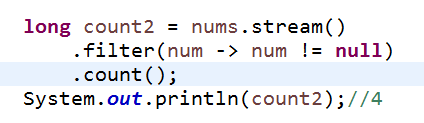 long count2 = nums.stream()
    .filter(num -> num != null)
    .count();
System.out.println(count2);//4